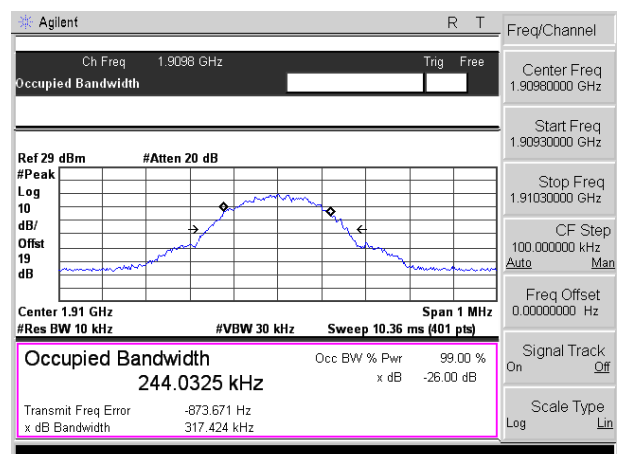 Agilent R T
Ch Freq 1.9098 GHz Trig Free
Occupied Bandwidth
Ref 29 dBm #Atten 20 dB
#Peak
Log
10
dB/
Offst
19
dB
Center 1.91 GHz Span 1 MHz
#Res BW 10 kHz #VBW 30 kHz Sweep 10.36 ms (401 pts)
Occupied Bandwidth Occ BW % Pwr 99.00 %
244.0325 kHz x dB -26.00 dB
Transmit Freq Error -873.671 Hz
x dB Bandwidth 317.424 kHz
Freq/Channel
Center Freq
1.90980000 GHz
Start Freq
1.90930000 GHz
Stop Freq
1.91030000 GHz
CF Step
100.000000 kHz
Auto Man
Freq Offset
0.00000000 Hz
Signal Track
On Off
Scale Type
Log Lin